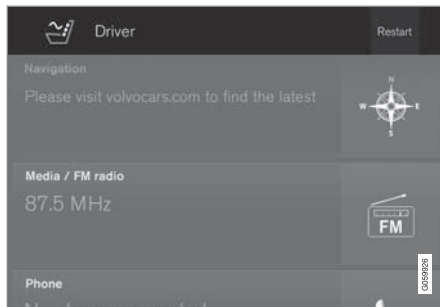 Driver
Restart
Navigation
Please visit volvocars.com to find the latest
N
W
E
S
Media / FM radio
87.5 MHz
FM
Phone
G059926